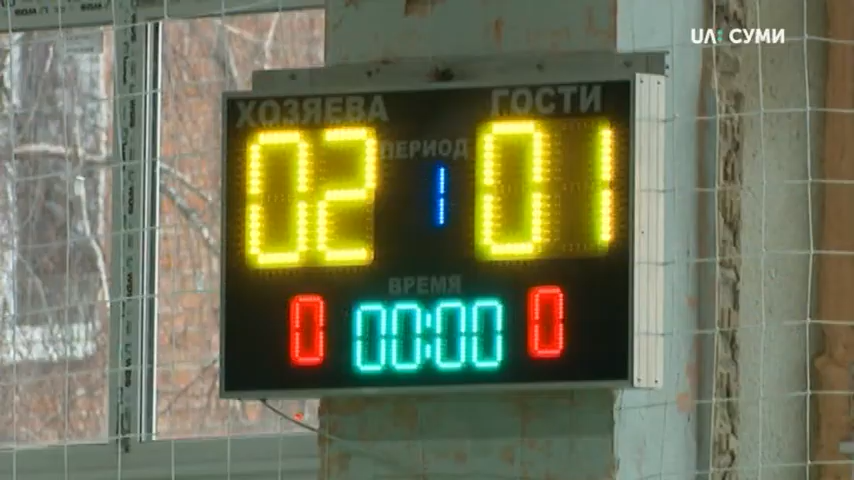 UA: СУМИ
ХОЗЯЕВА ГОСТИ
02 ПЕРИОД 01
1
ВРЕМЯ
0 00:00 0